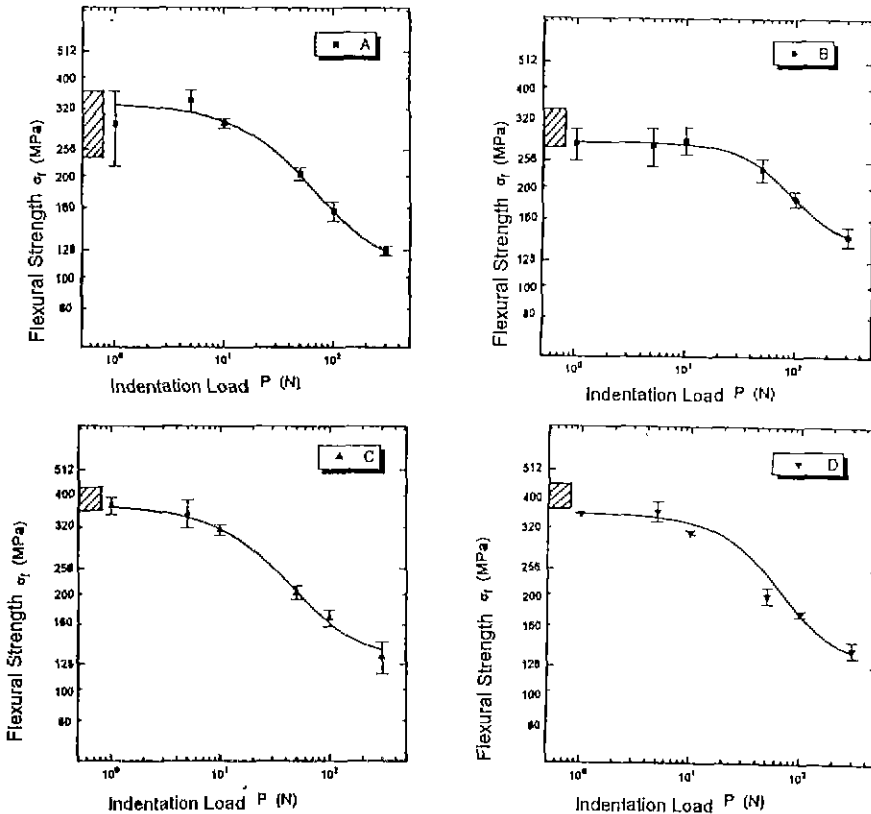 A
512
400
320
256
200
160
128
100
80
Flexural Strength σf (MPa)
10⁰ 10¹ 10²
Indentation Load P (N)
B
512
400
320
256
200
160
128
100
80
Flexural Strength σf (MPa)
10⁰ 10¹ 10²
Indentation Load P (N)
C
512
400
320
256
200
160
128
100
80
Flexural Strength σf (MPa)
10⁰ 10¹ 10²
Indentation Load P (N)
D
512
400
320
256
200
160
128
100
80
Flexural Strength σf (MPa)
10⁰ 10¹ 10²
Indentation Load P (N)